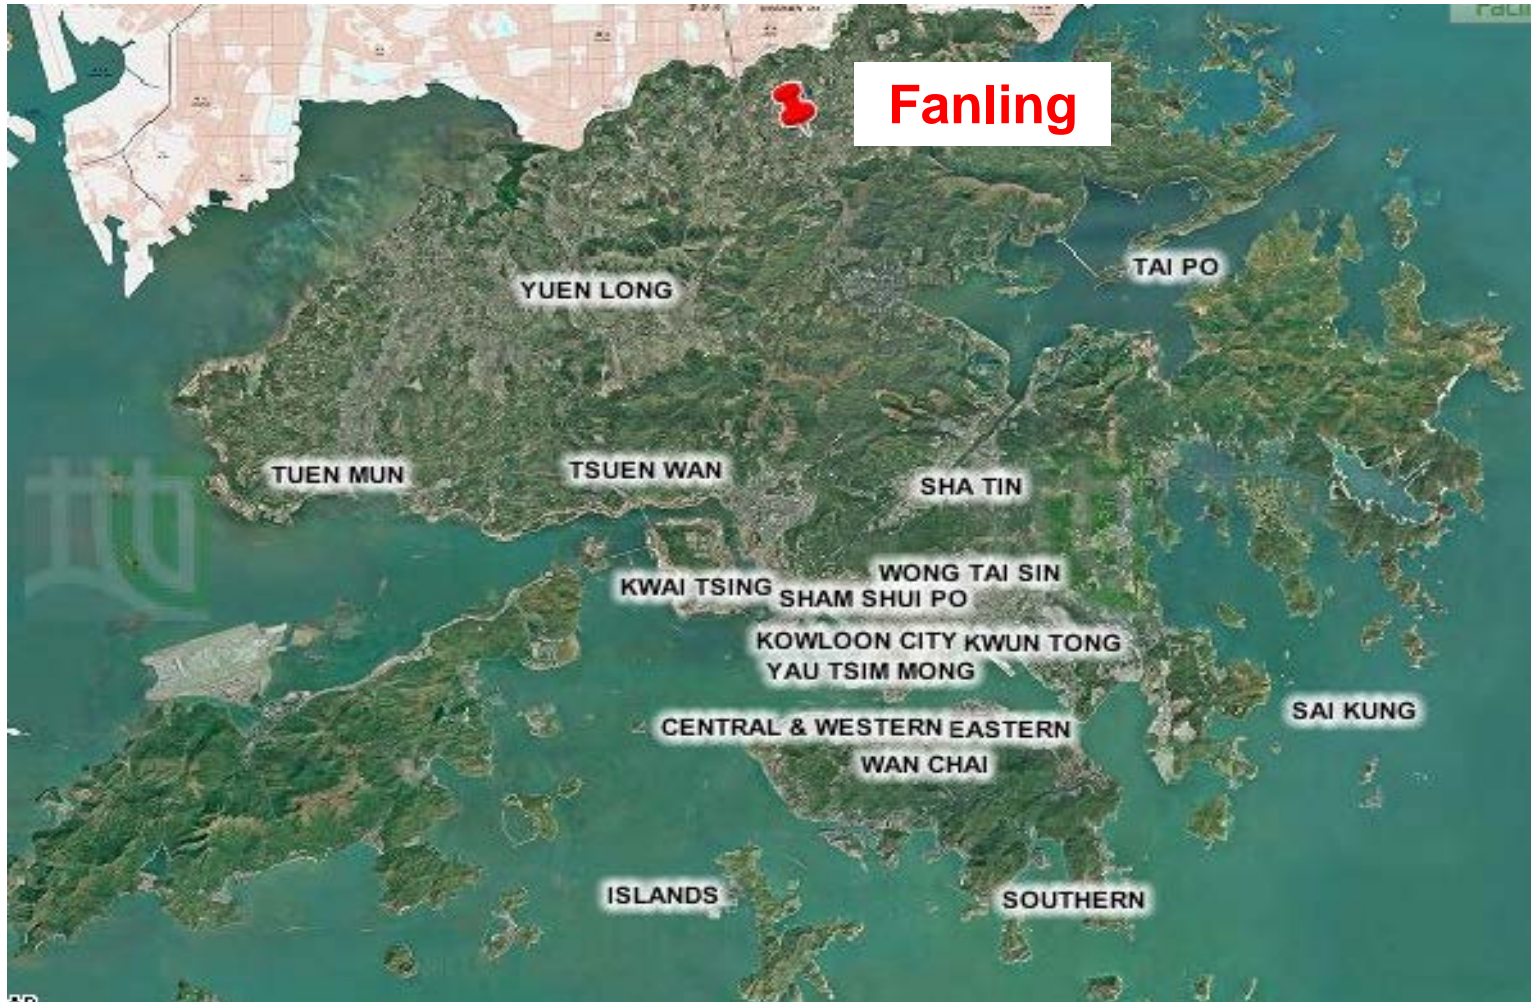 Fanling
TAI PO
YUEN LONG
TUEN MUN
TSUEN WAN
SHA TIN
WONG TAI SIN
KWAI TSING
SHAM SHUI PO
KOWLOON CITY
KWUN TONG
YAU TSIM MONG
SAI KUNG
CENTRAL & WESTERN
EASTERN
WAN CHAI
ISLANDS
SOUTHERN